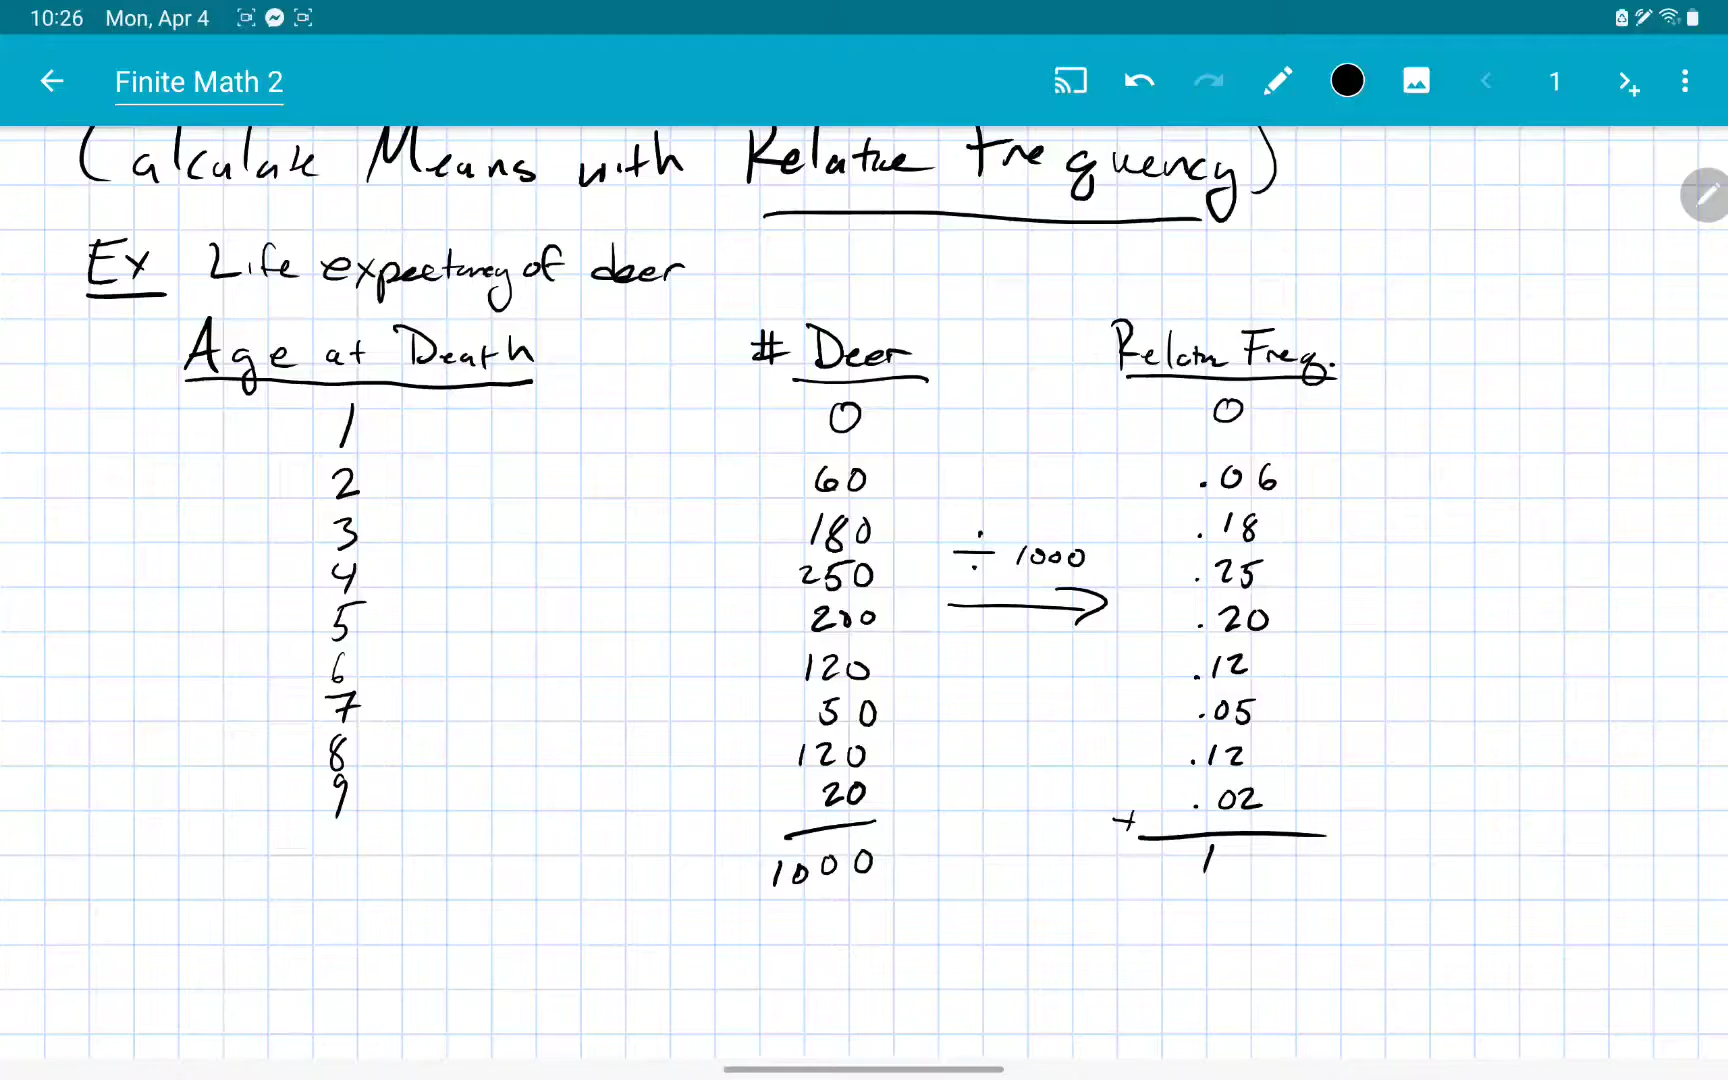 10:26 Mon, Apr 4
Finite Math 2
1
Calculate Means with Relative Frequency)
Ex Life expectancy of deer
Age at Death # Deer Relative Freq.
1 0 0
2 60 .06
3 180 .18
÷ 1000
4 250 .25
5 200 .20
6 120 .12
7 50 .05
8 120 .12
9 20 .02
+
1000 1